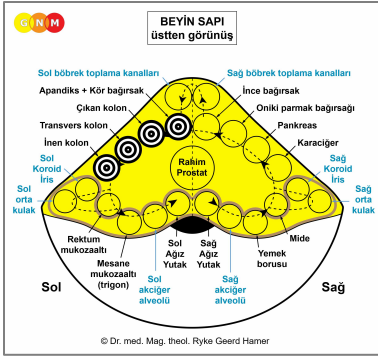 GNM
BEYİN SAPI
üstten görünüş
Sol böbrek toplama kanalları
Sağ böbrek toplama kanalları
Apandiks + Kör bağırsak
İnce bağırsak
Çıkan kolon
Oniki parmak bağırsağı
Transvers kolon
Pankreas
İnen kolon
Karaciğer
Rahim
Prostat
Sol
Koroid
İris
Sağ
Koroid
İris
Sol
orta
kulak
Sağ
orta
kulak
Rektum
mukozaaltı
Mesane
mukozaaltı
(trigon)
Sol
akciğer
alveolü
Sol
Ağız
Yutak
Sağ
Ağız
Yutak
Sağ
akciğer
alveolü
Yemek
borusu
Mide
Sol
Sağ
© Dr. med. Mag. theol. Ryke Geerd Hamer